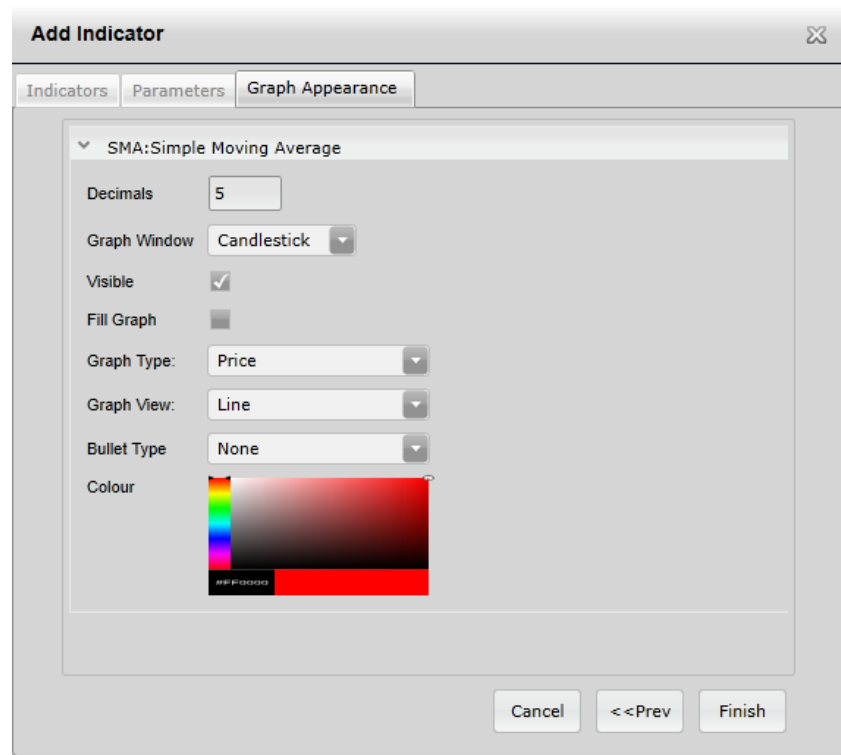 Add Indicator
Indicators Parameters Graph Appearance
SMA:Simple Moving Average
Decimals 5
Graph Window Candlestick
Visible
Fill Graph
Graph Type: Price
Graph View: Line
Bullet Type None
Colour
#FF0000
Cancel <<Prev Finish